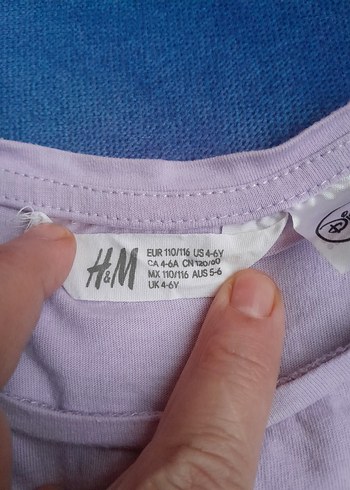 H&M
EUR 110/116 US 4-6Y
CA 4-6A CN 120/60
MX 110/116 AUS 5-6
UK 4-6Y